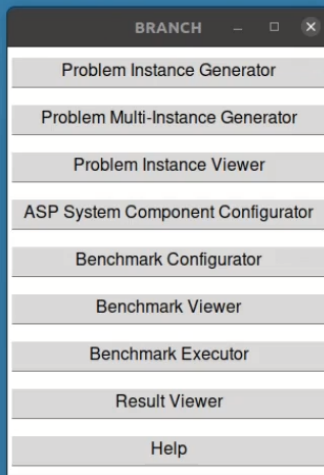 BRANCH
Problem Instance Generator
Problem Multi-Instance Generator
Problem Instance Viewer
ASP System Component Configurator
Benchmark Configurator
Benchmark Viewer
Benchmark Executor
Result Viewer
Help